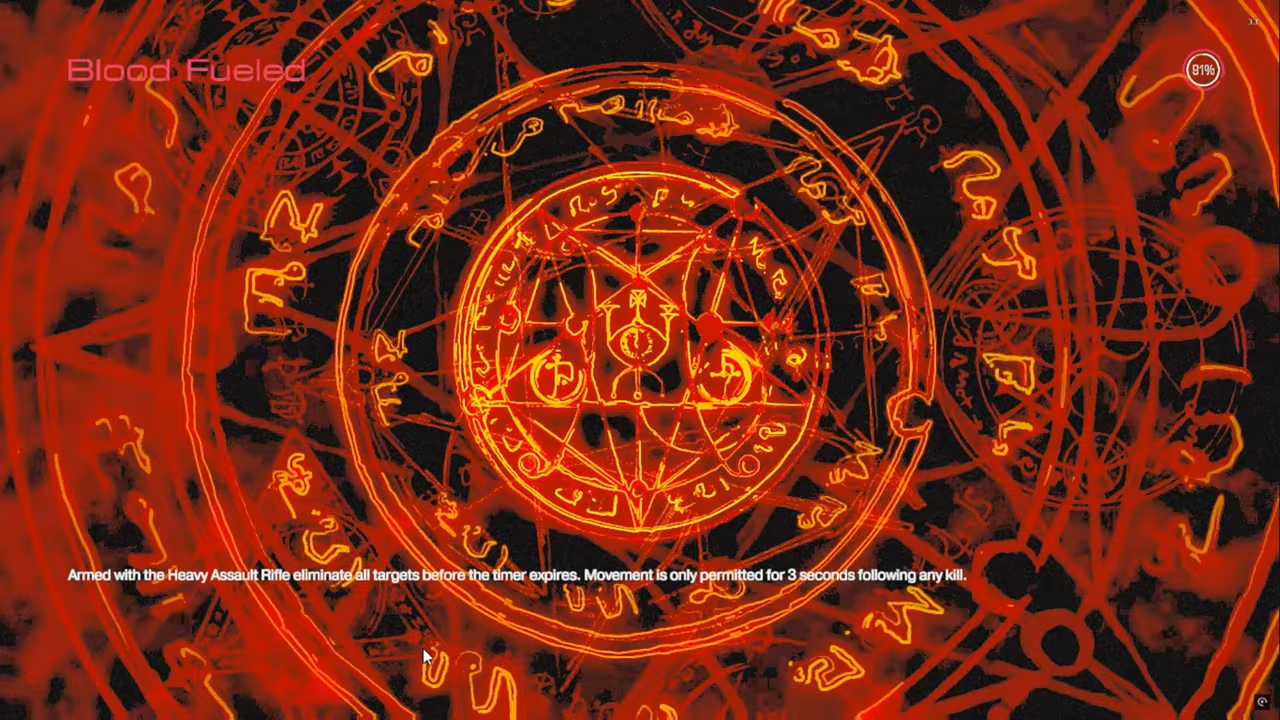 33
Blood Fueled
81%
Armed with the Heavy Assault Rifle eliminate all targets before the timer expires. Movement is only permitted for 3 seconds following any kill.